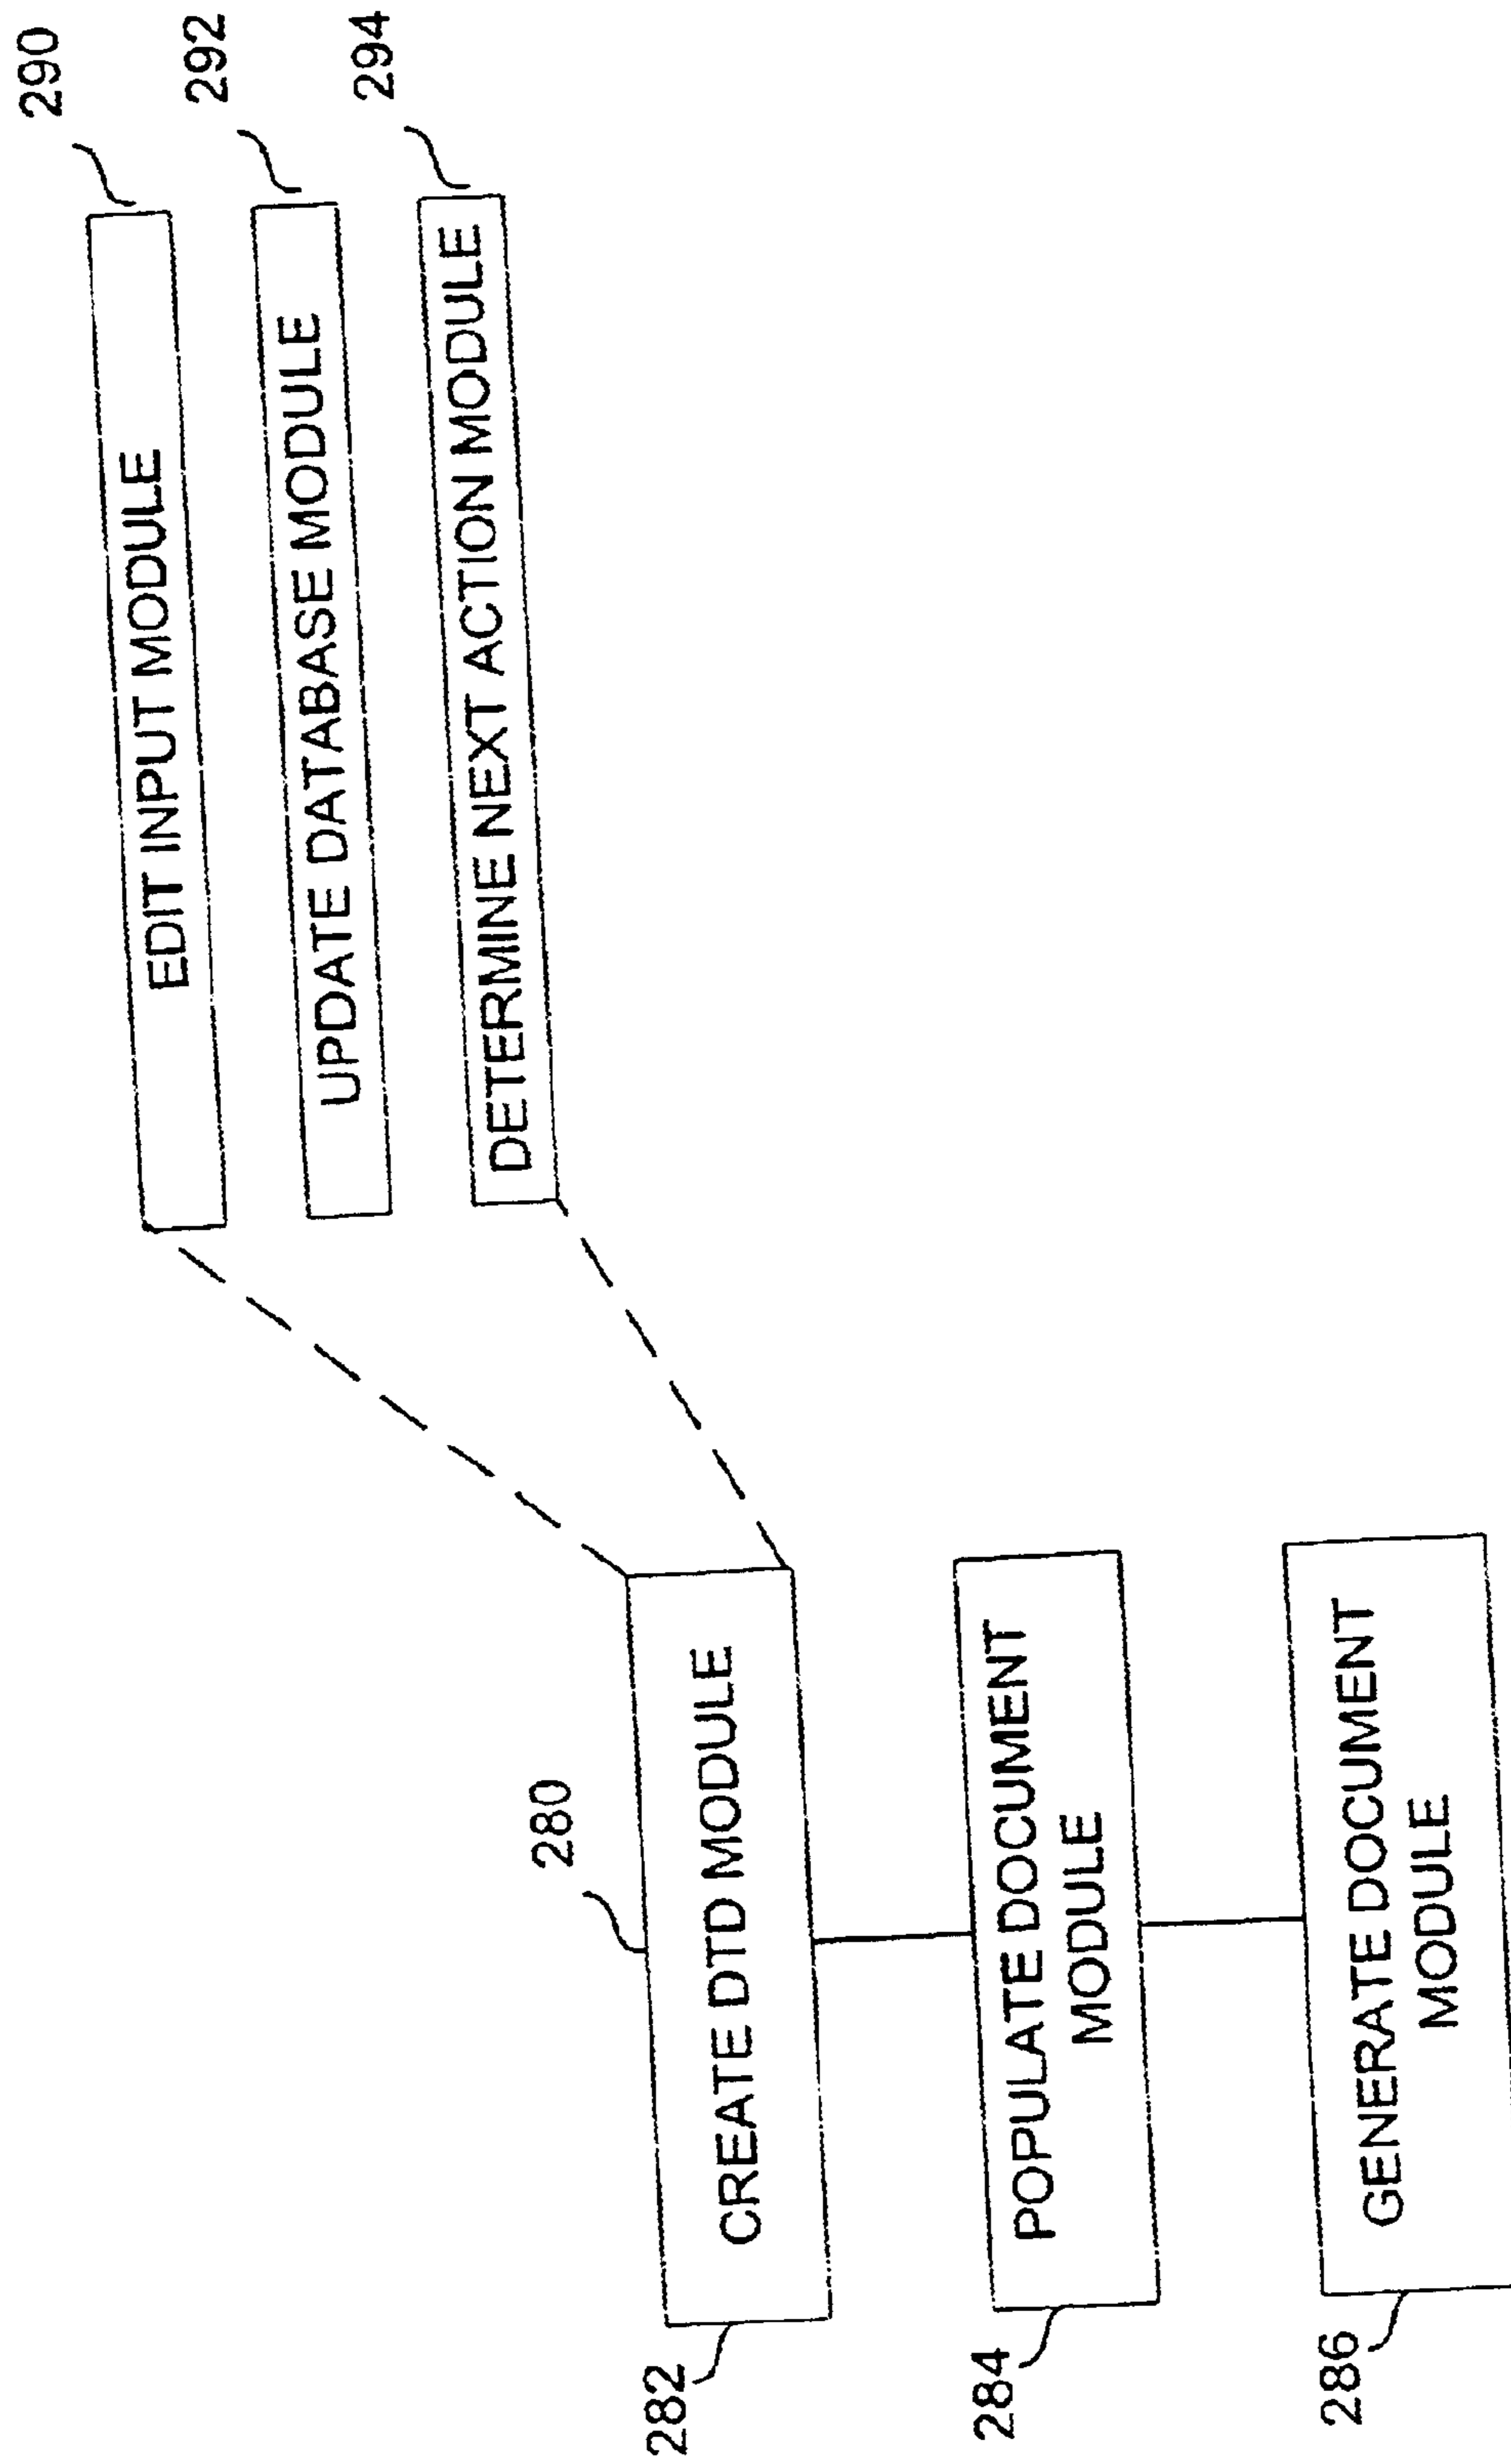 290
EDIT INPUT MODULE
292
UPDATE DATABASE MODULE
294
DETERMINE NEXT ACTION MODULE
280
282
CREATE DTD MODULE
284
POPULATE DOCUMENT
MODULE
286
GENERATE DOCUMENT
MODULE